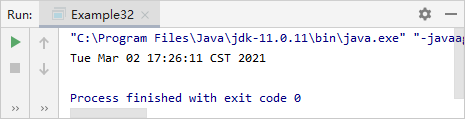 Run: Example32
"C:\Program Files\Java\jdk-11.0.11\bin\java.exe" "-javaag
Tue Mar 02 17:26:11 CST 2021
Process finished with exit code 0